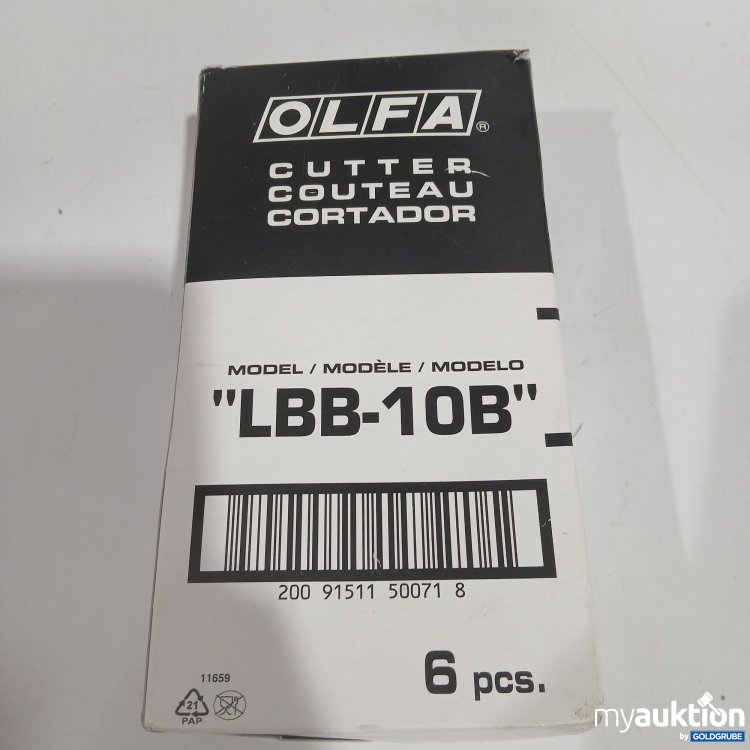 OLFA®
CUTTER
COUTEAU
CORTADOR
MODEL / MODÈLE / MODELO
"LBB-10B"
200 91511 50071 8
11659
6 pcs.
21
PAP
myauktion
by GOLDGRUBE